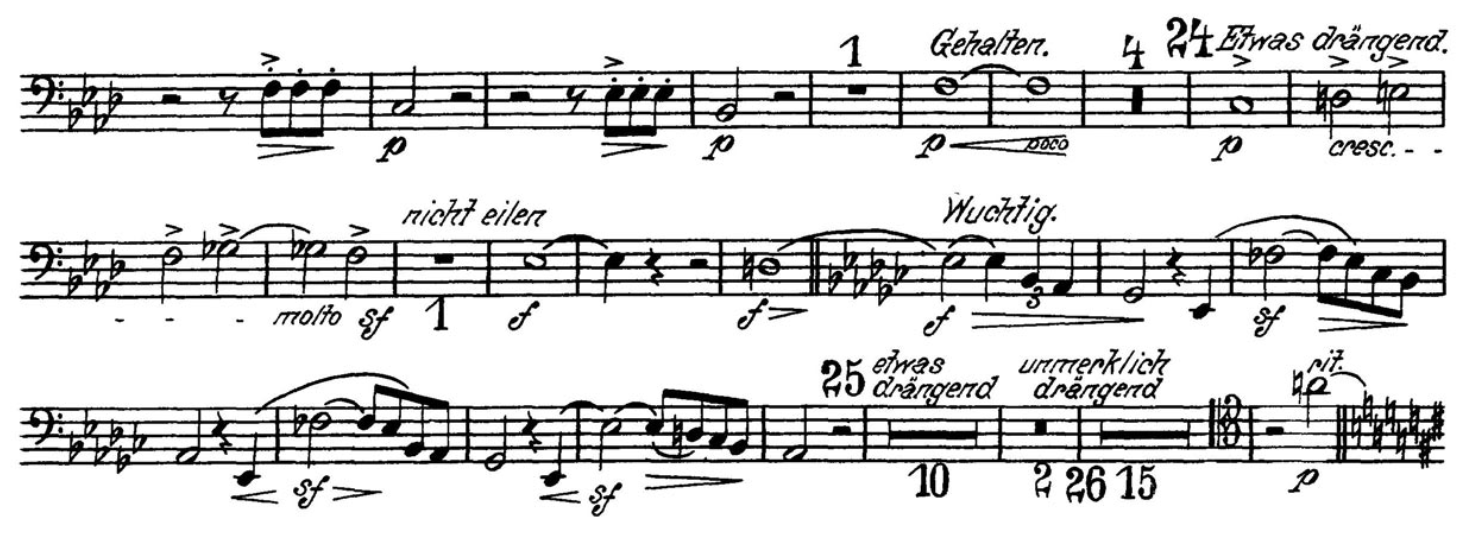 1 Gehalten. 4 24 Etwas drängend.
p p p poco p cresc. - -
nicht eilen Wuchtig.
- - - molto sf 1 f f f 3 sf
25 etwas drängend unmerklich drängend rit.
sf sf 10 2 26 15 p